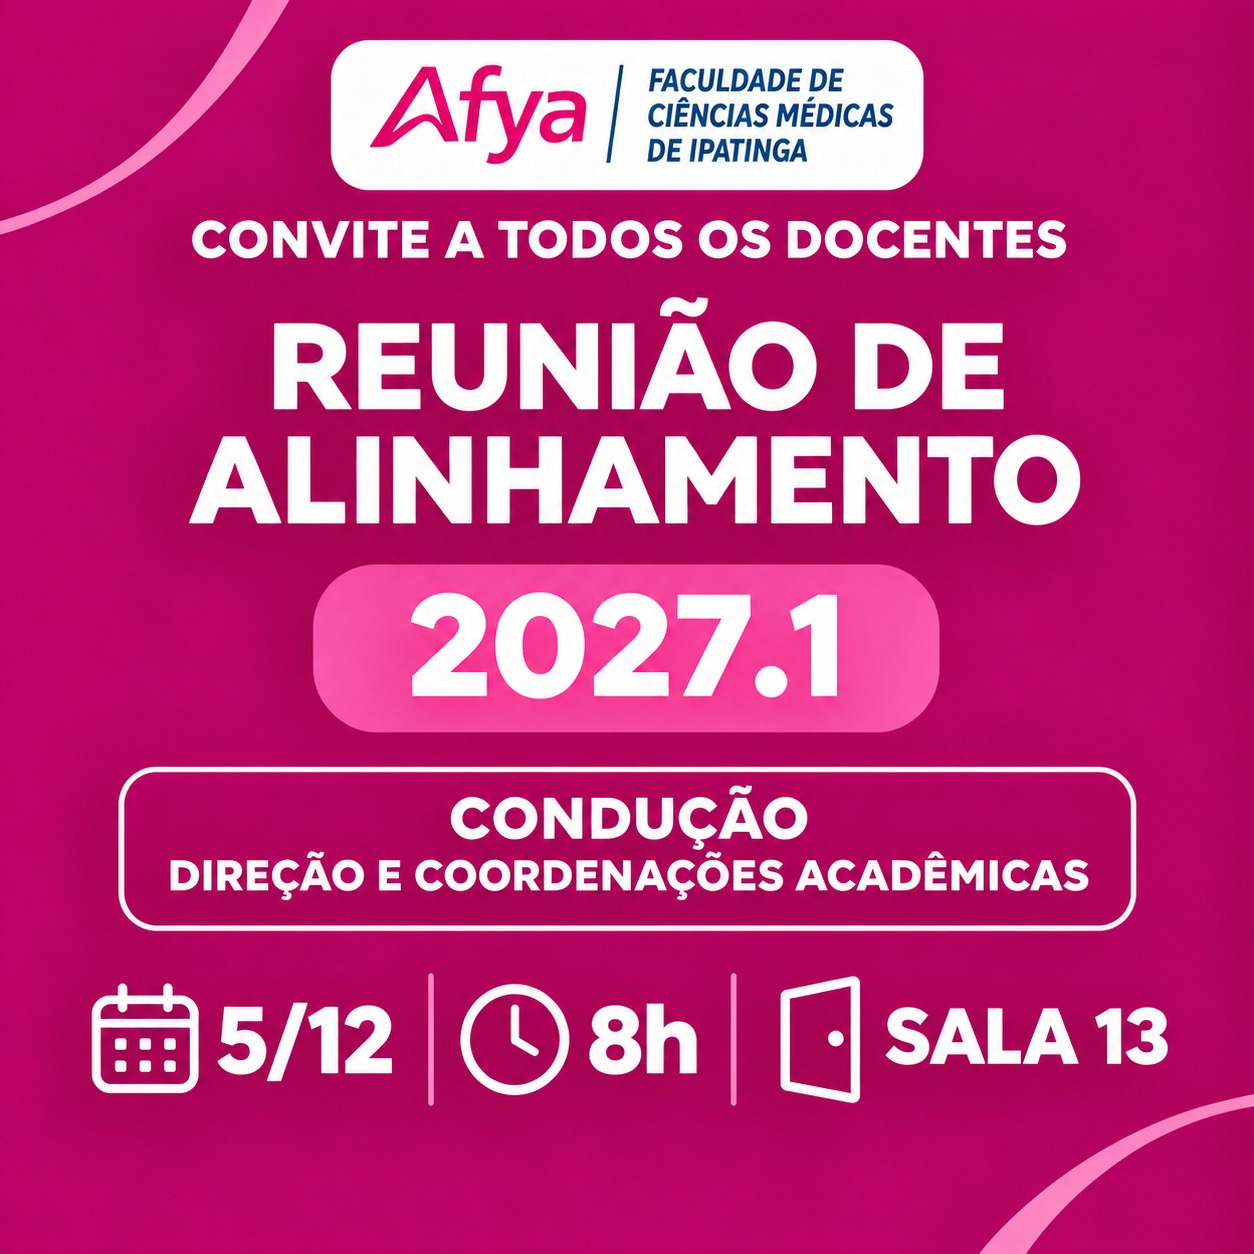 Afya
FACULDADE DE
CIÊNCIAS MÉDICAS
DE IPATINGA
CONVITE A TODOS OS DOCENTES
REUNIÃO DE
ALINHAMENTO
2027.1
CONDUÇÃO
DIREÇÃO E COORDENAÇÕES ACADÊMICAS
5/12
8h
SALA 13